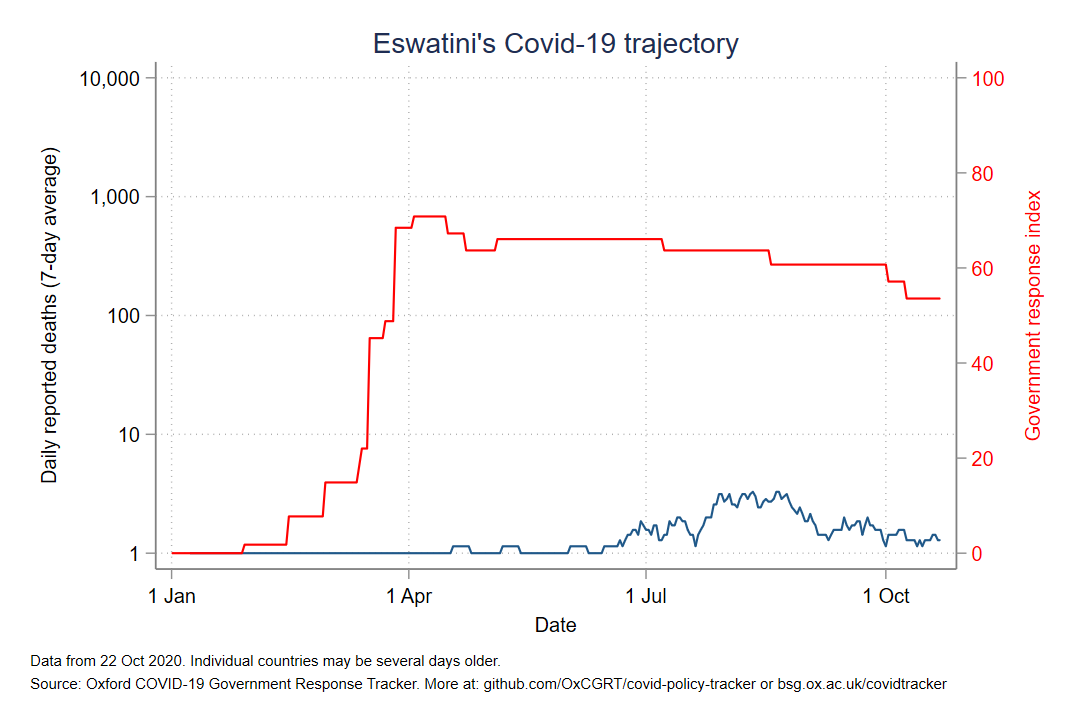 Eswatini's Covid-19 trajectory
Daily reported deaths (7-day average)
10,000
1,000
100
10
1
100
80
60
40
20
0
Government response index
1 Jan
1 Apr
1 Jul
1 Oct
Date
Data from 22 Oct 2020. Individual countries may be several days older.
Source: Oxford COVID-19 Government Response Tracker. More at: github.com/OxCGRT/covid-policy-tracker or bsg.ox.ac.uk/covidtracker